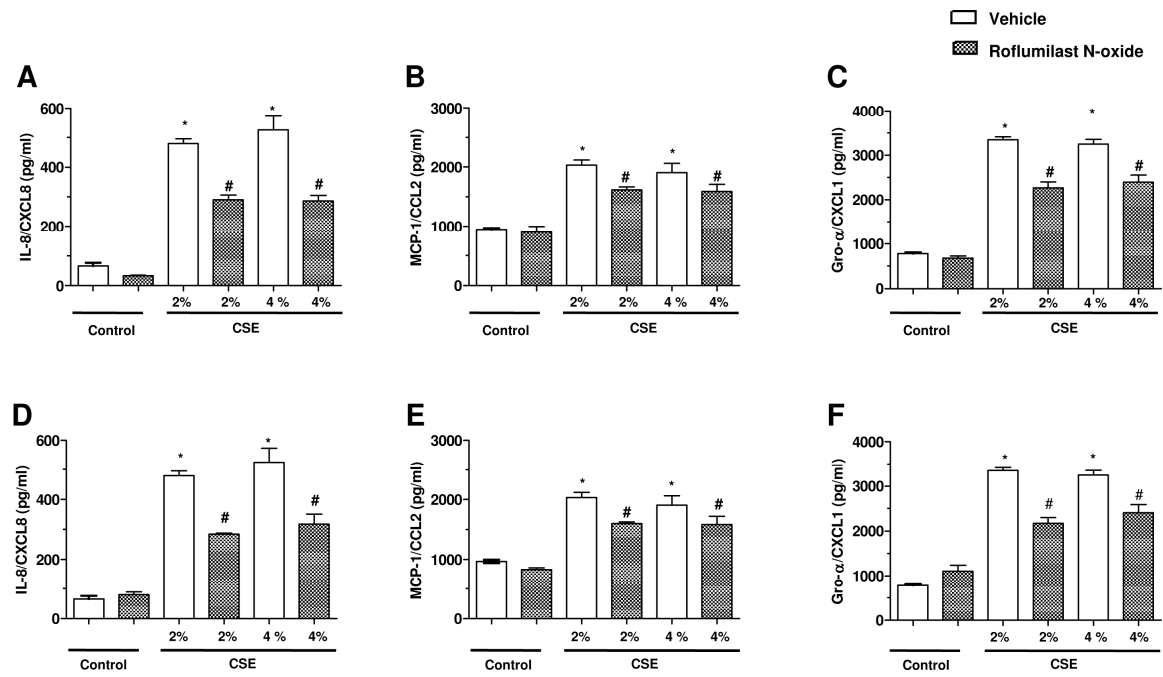 Vehicle
Roflumilast N-oxide
A
IL-8/CXCL8 (pg/ml)
600
400
200
0
2% 2% 4 % 4%
Control CSE
B
MCP-1/CCL2 (pg/ml)
3000
2000
1000
0
2% 2% 4 % 4%
Control CSE
C
Gro-α/CXCL1 (pg/ml)
4000
3000
2000
1000
0
2% 2% 4 % 4%
Control CSE
* # * #
* # * #
* # * #
D
IL-8/CXCL8 (pg/ml)
600
400
200
0
2% 2% 4 % 4%
Control CSE
E
MCP-1/CCL2 (pg/ml)
3000
2000
1000
0
2% 2% 4 % 4%
Control CSE
F
Gro-α/CXCL1 (pg/ml)
4000
3000
2000
1000
0
2% 2% 4 % 4%
Control CSE
* # * #
* # * #
* # * #